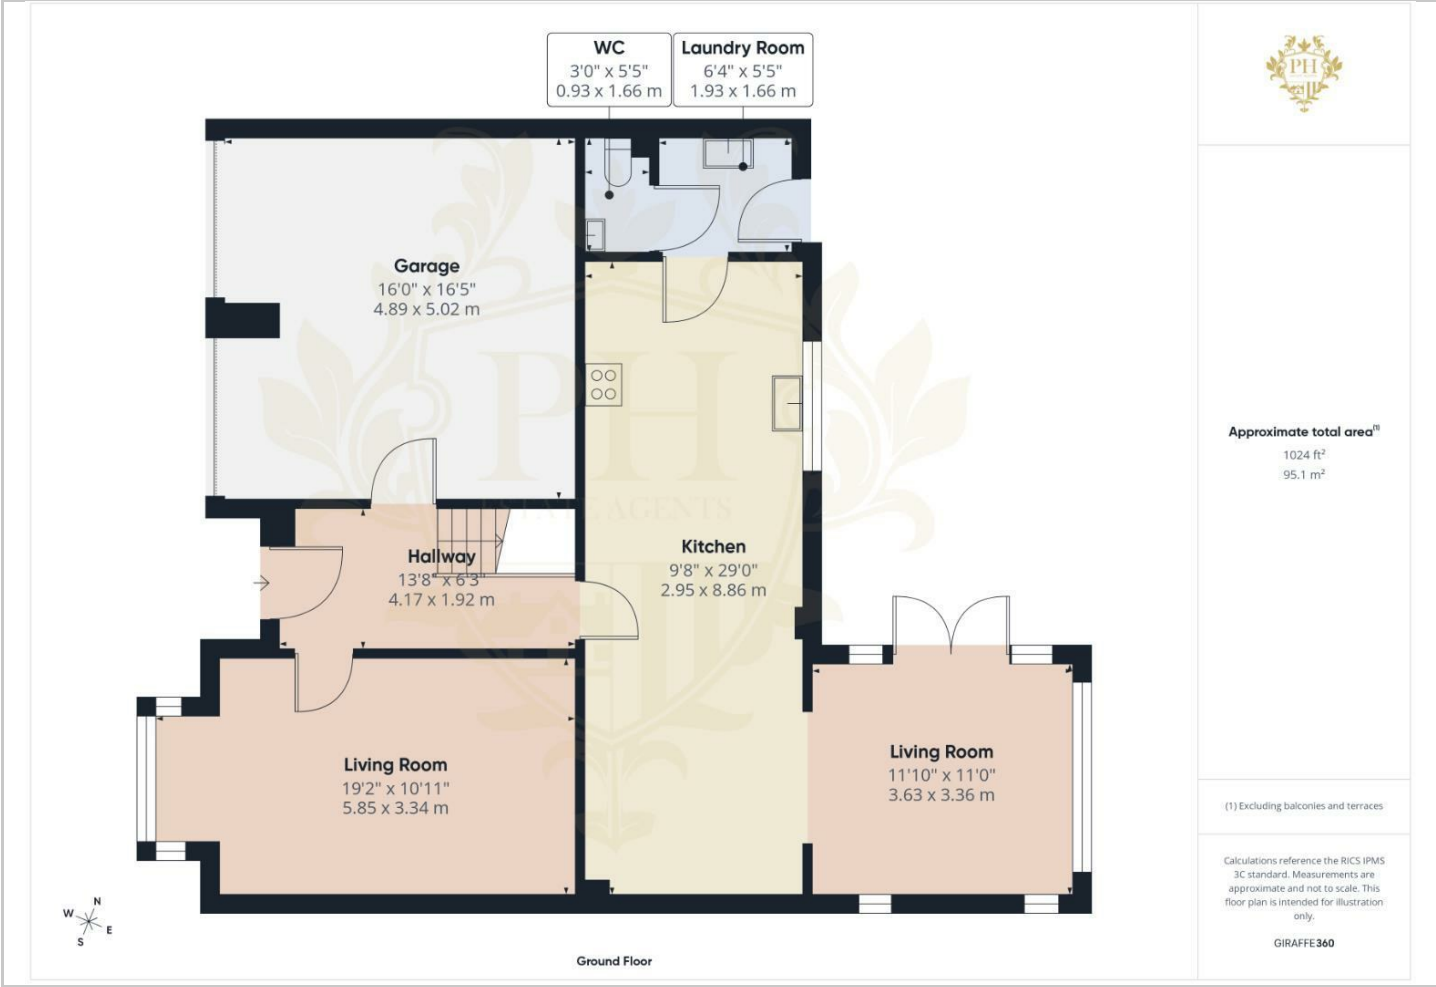 WC
3'0" x 5'5"
0.93 x 1.66 m
Laundry Room
6'4" x 5'5"
1.93 x 1.66 m
PH
Garage
16'0" x 16'5"
4.89 x 5.02 m
PH
ESTATE AGENTS
Approximate total area(1)
1024 ft²
95.1 m²
Hallway
13'8" x 6'3"
4.17 x 1.92 m
Kitchen
9'8" x 29'0"
2.95 x 8.86 m
Living Room
19'2" x 10'11"
5.85 x 3.34 m
Living Room
11'10" x 11'0"
3.63 x 3.36 m
(1) Excluding balconies and terraces
Calculations reference the RICS IPMS
3C standard. Measurements are
approximate and not to scale. This
floor plan is intended for illustration
only.
GIRAFFE360
N
W
E
S
Ground Floor